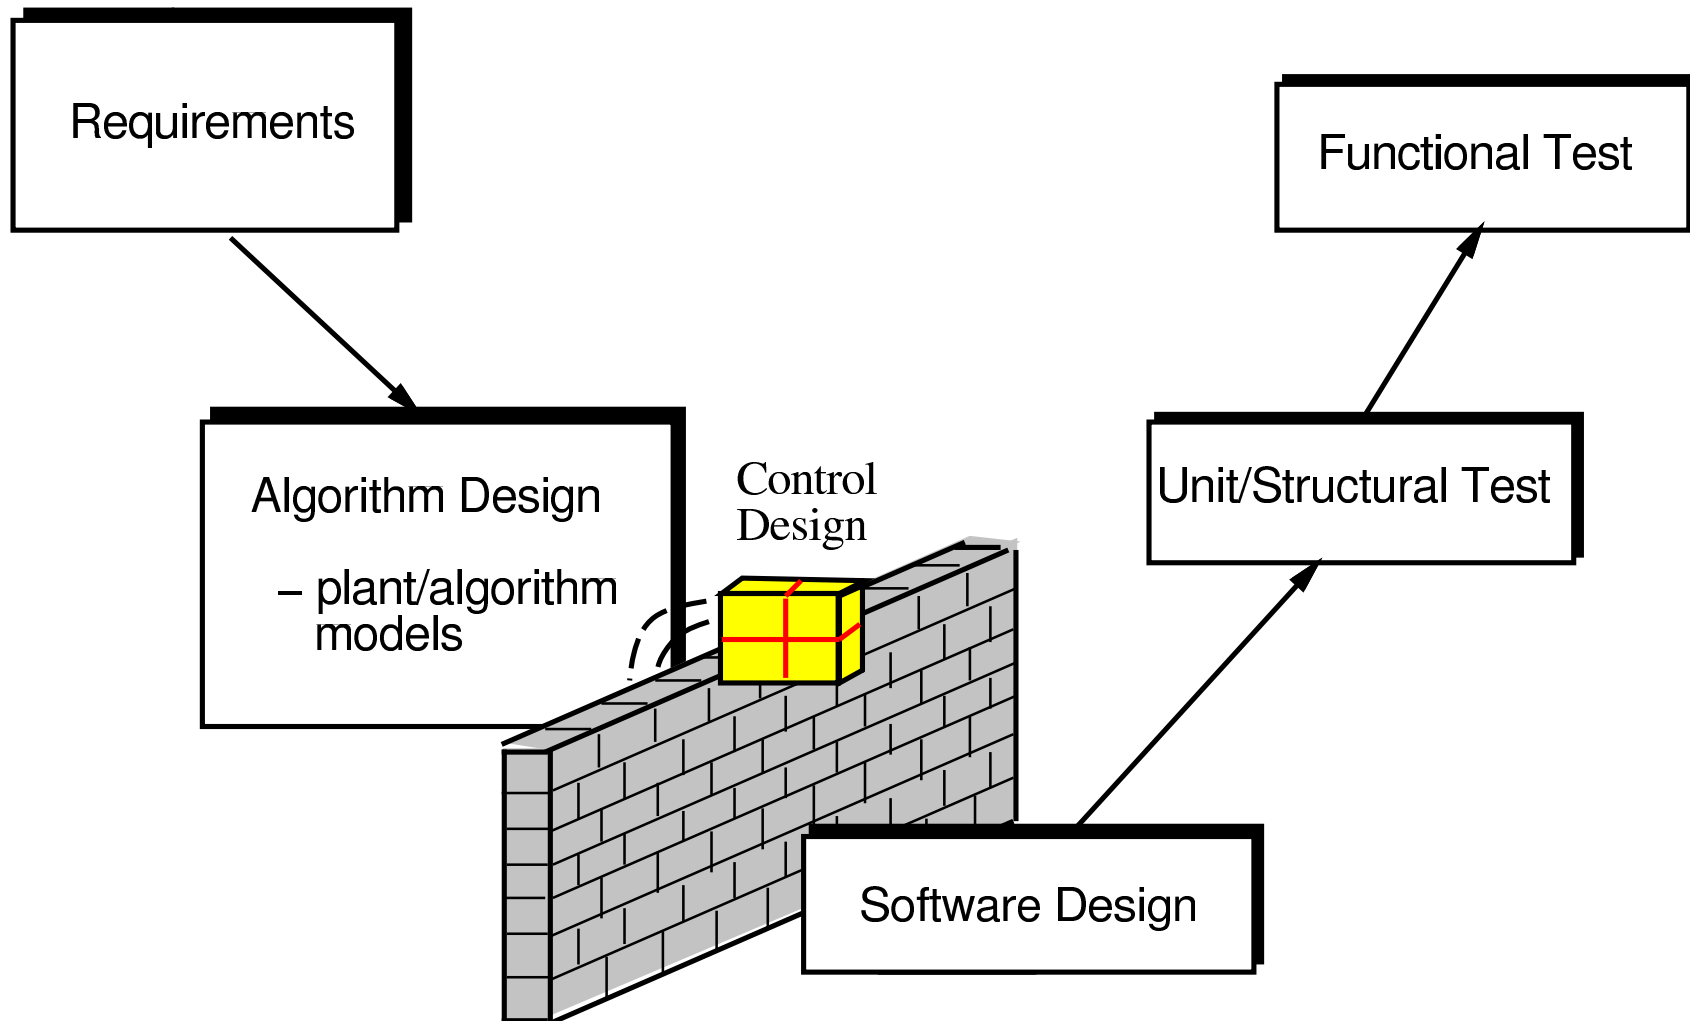 Requirements
Functional Test
Algorithm Design
– plant/algorithm
models
Control
Design
Unit/Structural Test
Software Design